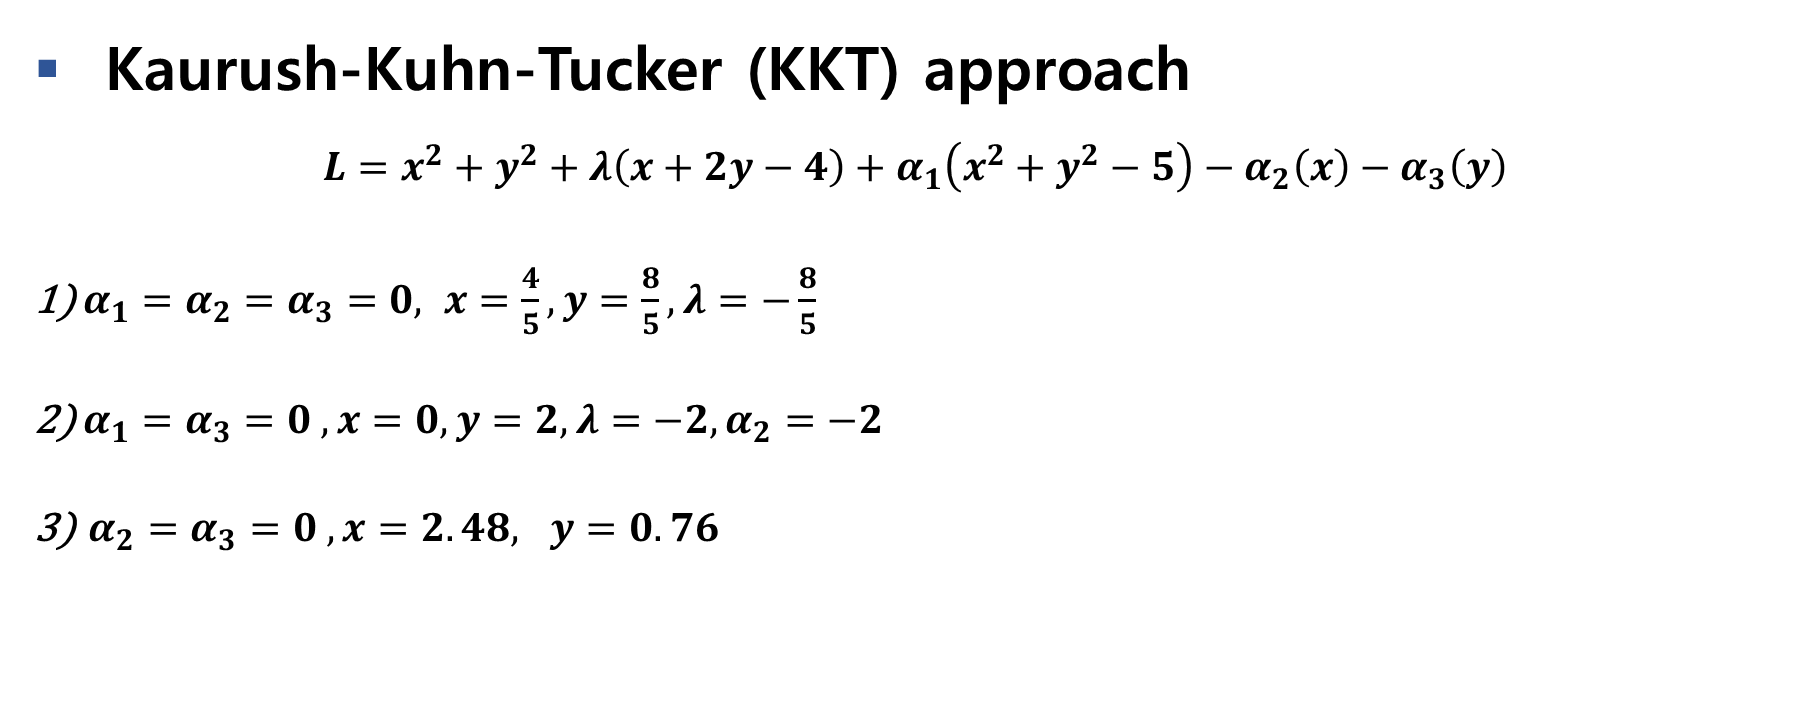 ▪ Kaurush-Kuhn-Tucker (KKT) approach
L = x² + y² + λ(x + 2y − 4) + α₁(x² + y² − 5) − α₂(x) − α₃(y)
1) α₁ = α₂ = α₃ = 0, x = 4/5, y = 8/5, λ = −8/5
2) α₁ = α₃ = 0 , x = 0, y = 2, λ = −2, α₂ = −2
3) α₂ = α₃ = 0 , x = 2.48, y = 0.76